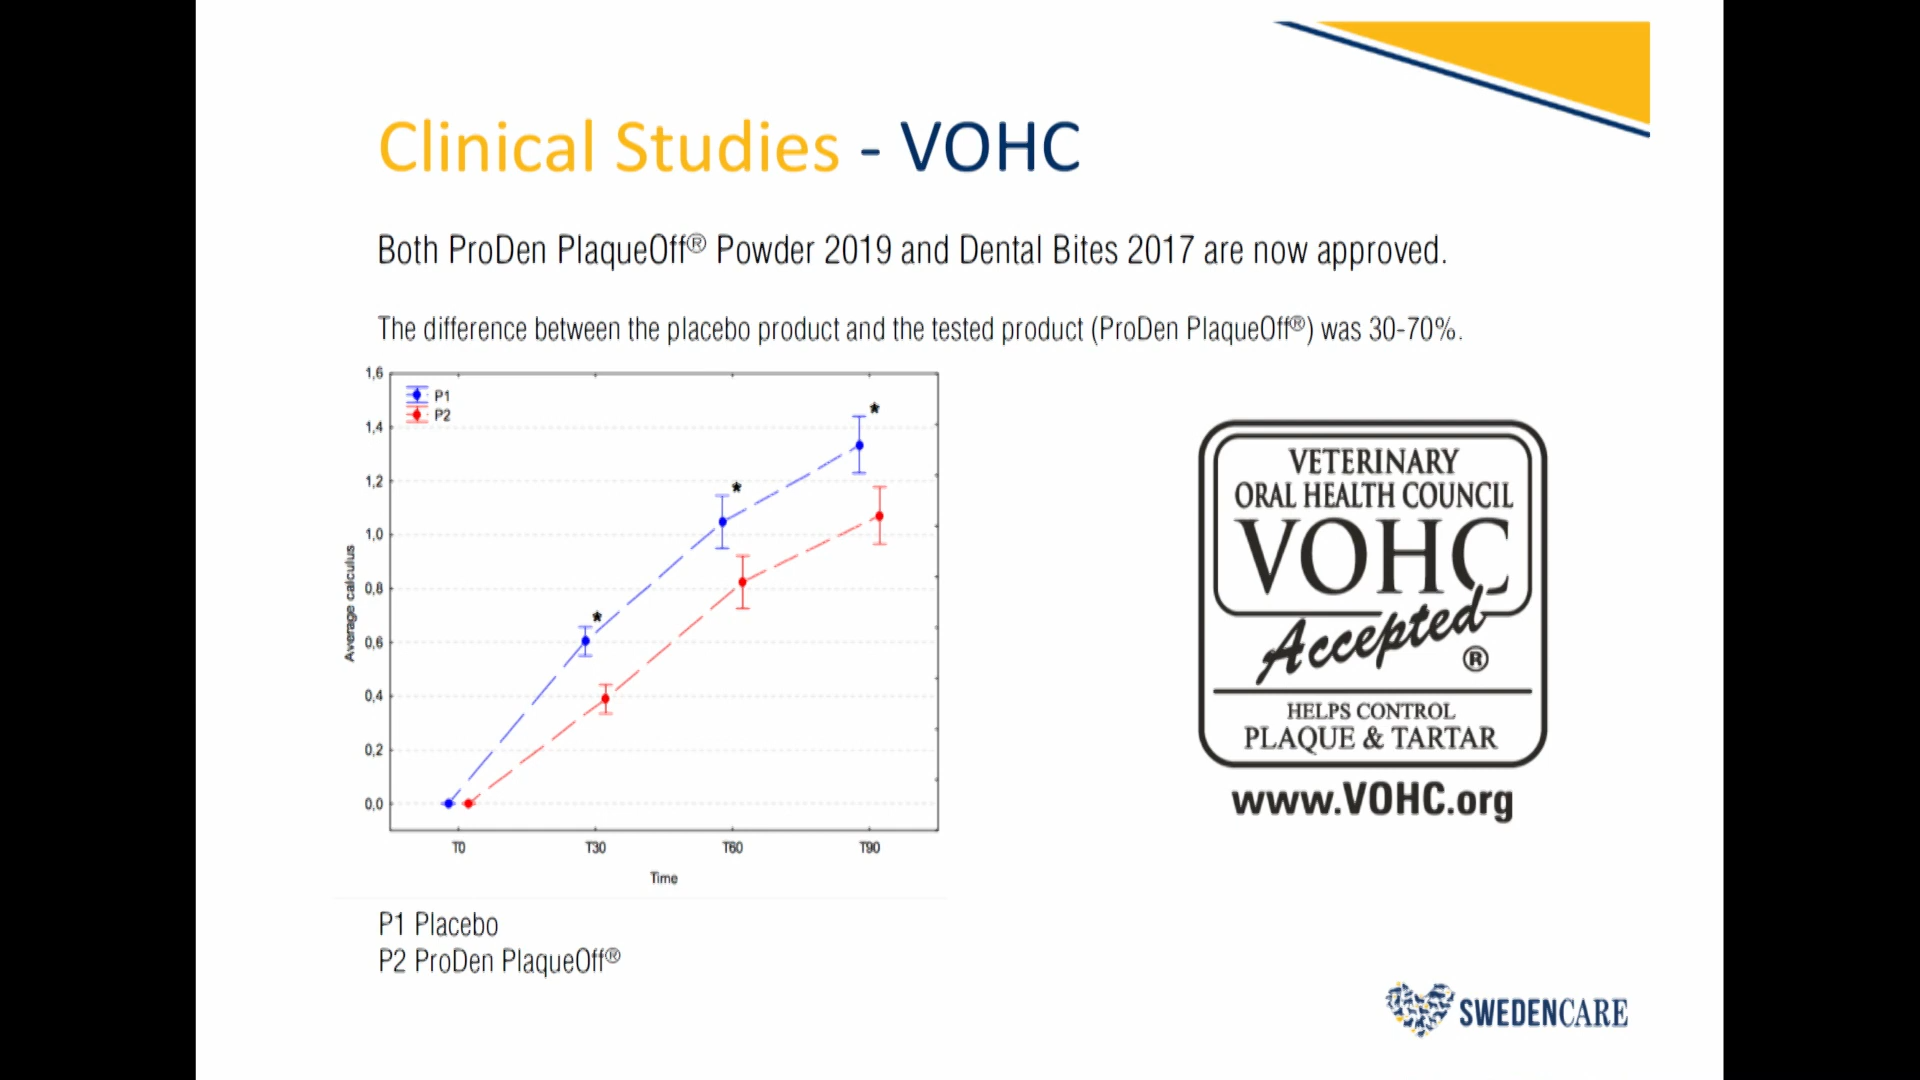 Clinical Studies - VOHC
Both ProDen PlaqueOff® Powder 2019 and Dental Bites 2017 are now approved.
The difference between the placebo product and the tested product (ProDen PlaqueOff®) was 30-70%.
1,6
1,4
1,2
1,0
0,8
0,6
0,4
0,2
0,0
Average calculus
P1
P2
*
*
*
T0 T30 T60 T90
Time
P1 Placebo
P2 ProDen PlaqueOff®
VETERINARY
ORAL HEALTH COUNCIL
VOHC
Accepted
®
HELPS CONTROL
PLAQUE & TARTAR
www.VOHC.org
SWEDENCARE